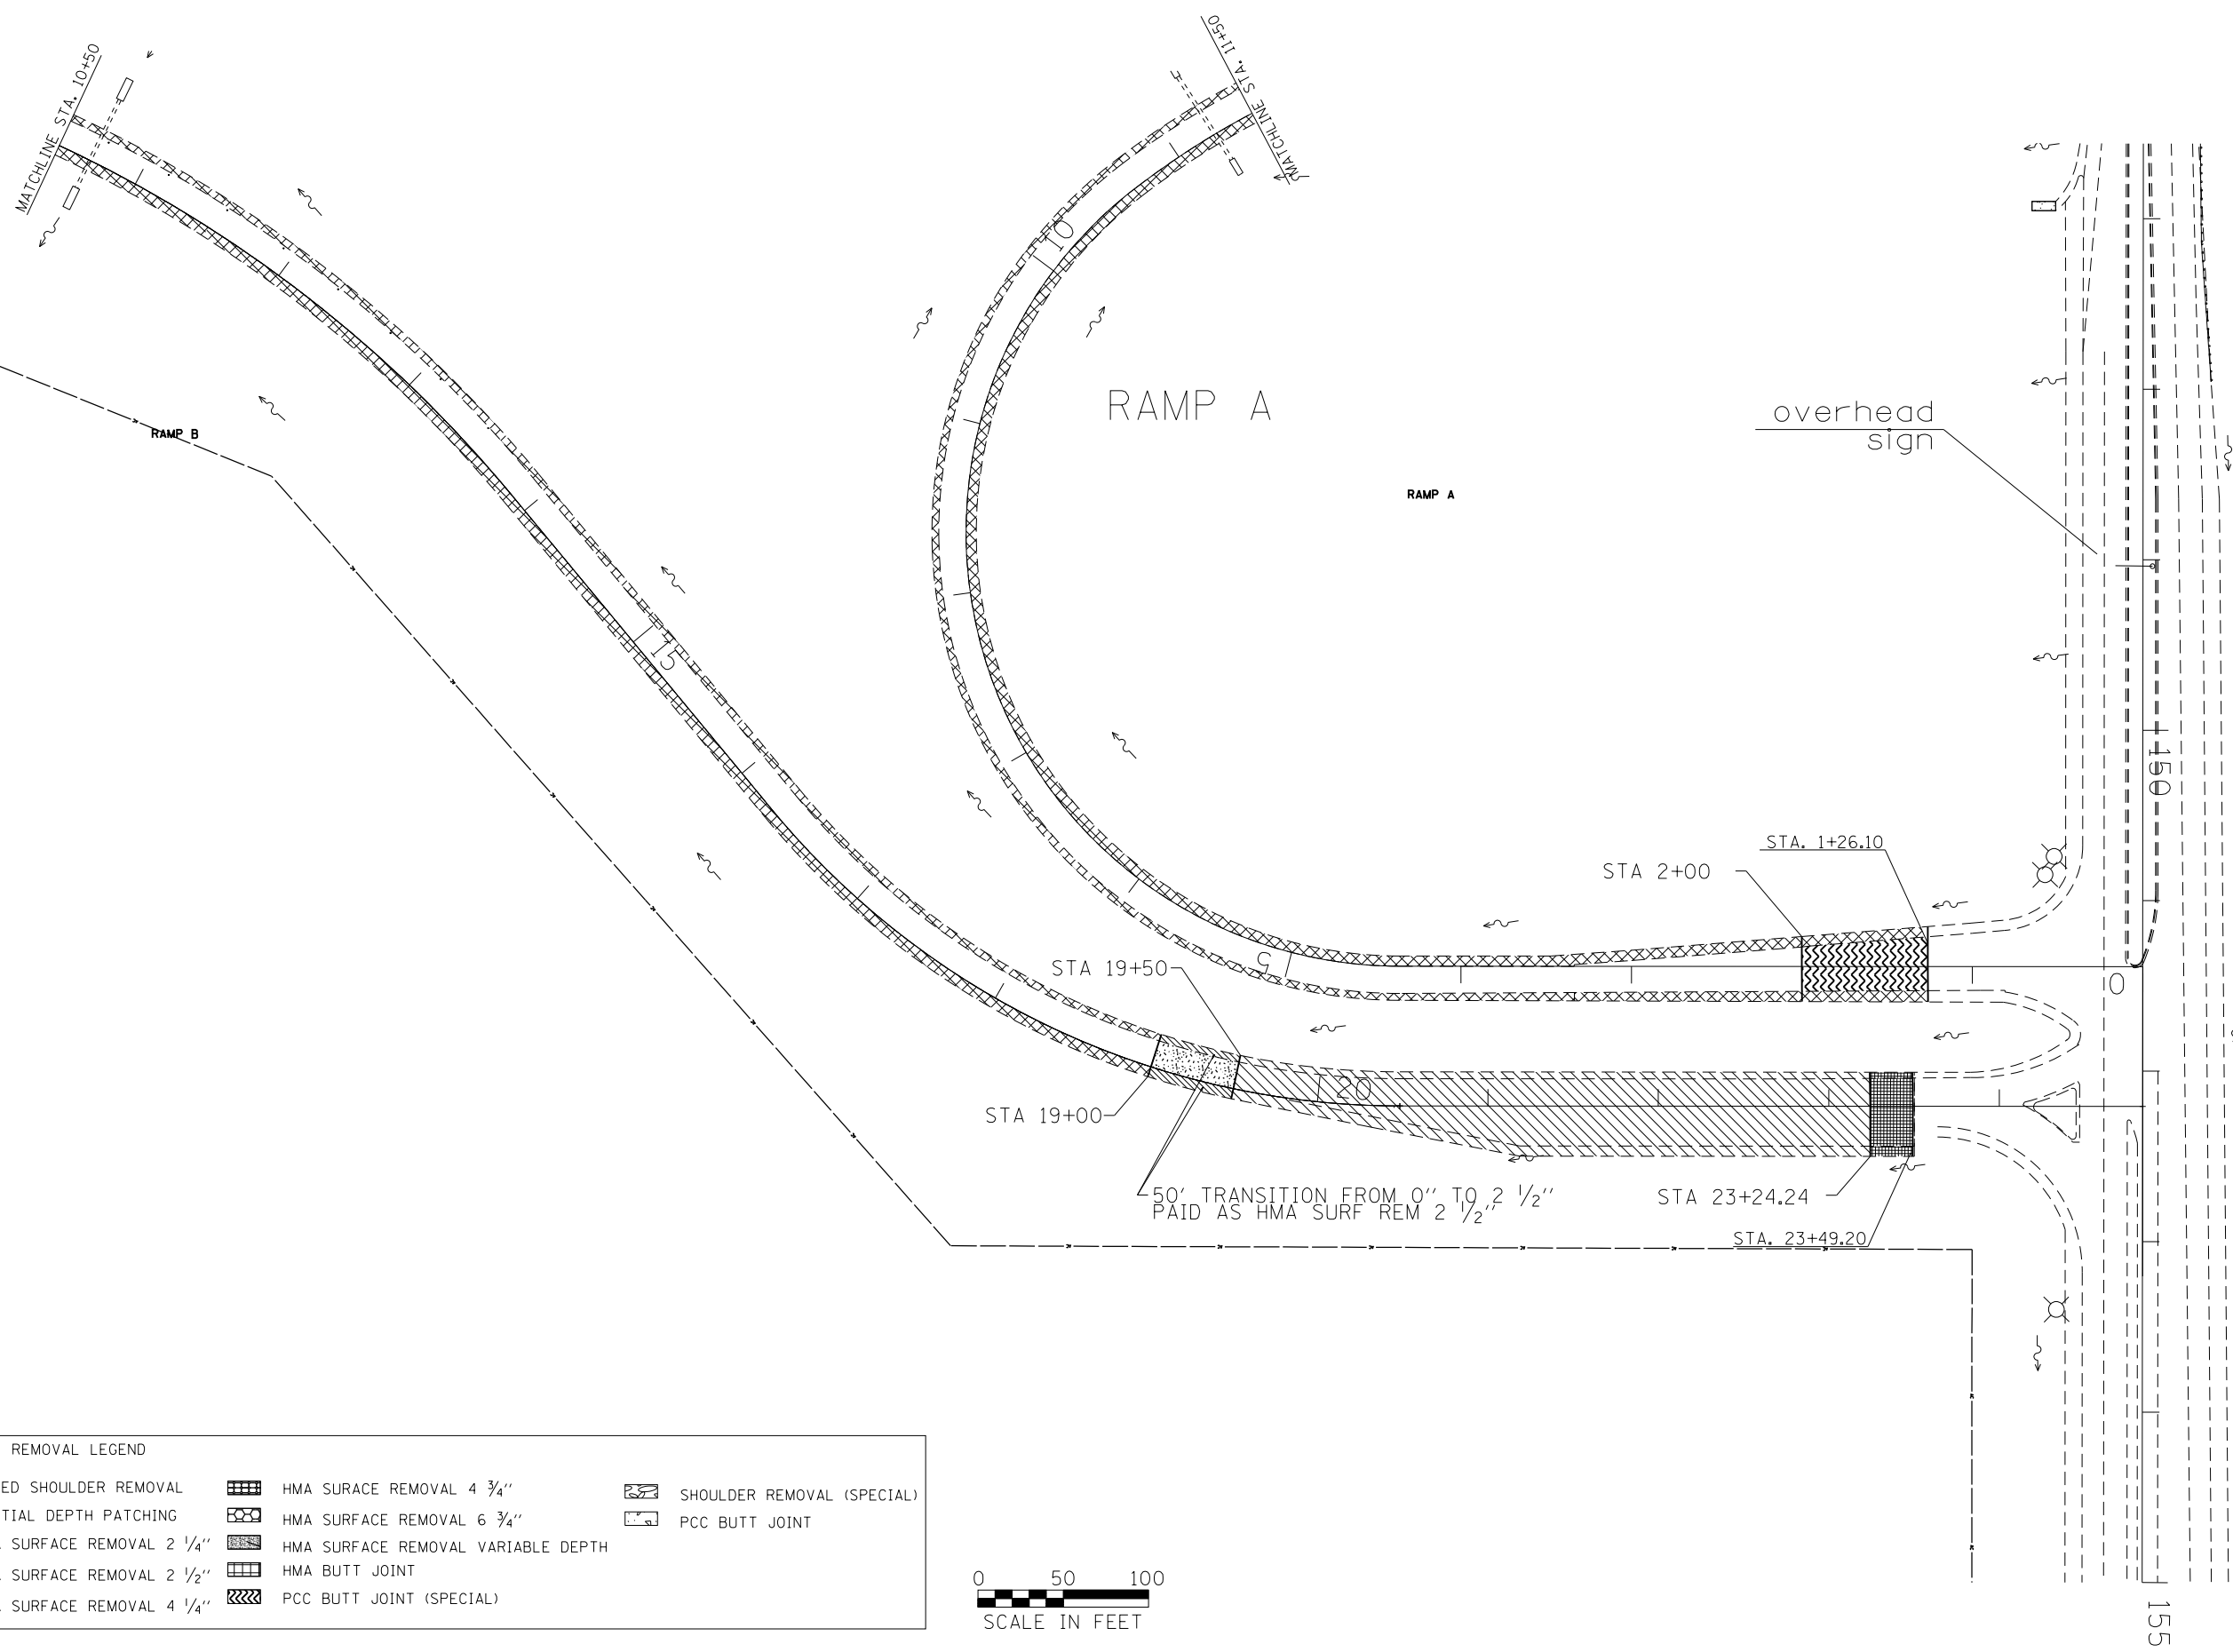 MATCHLINE STA. 10+50
MATCHLINE STA. 11+50
10
RAMP A
overhead
sign
RAMP B
RAMP A
15
150
STA. 1+26.10
STA 2+00
5
STA 19+50
0
20
STA 19+00
50' TRANSITION FROM 0" TO 2 1/2"
PAID AS HMA SURF REM 2 1/2"
STA 23+24.24
STA. 23+49.20
REMOVAL LEGEND
ED SHOULDER REMOVAL
TIAL DEPTH PATCHING
SURFACE REMOVAL 2 1/4"
SURFACE REMOVAL 2 1/2"
SURFACE REMOVAL 4 1/4"
HMA SURACE REMOVAL 4 3/4"
HMA SURFACE REMOVAL 6 3/4"
HMA SURFACE REMOVAL VARIABLE DEPTH
HMA BUTT JOINT
PCC BUTT JOINT (SPECIAL)
SHOULDER REMOVAL (SPECIAL)
PCC BUTT JOINT
0 50 100
SCALE IN FEET
155